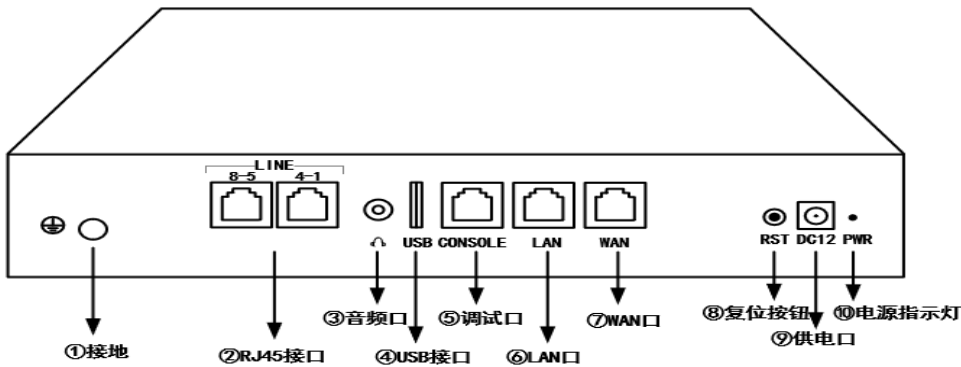 LINE
8-5 4-1
USB CONSOLE LAN WAN
RST DC12 PWR
①接地
②RJ45接口
③音频口
④USB接口
⑤调试口
⑥LAN口
⑦WAN口
⑧复位按钮
⑨供电口
⑩电源指示灯